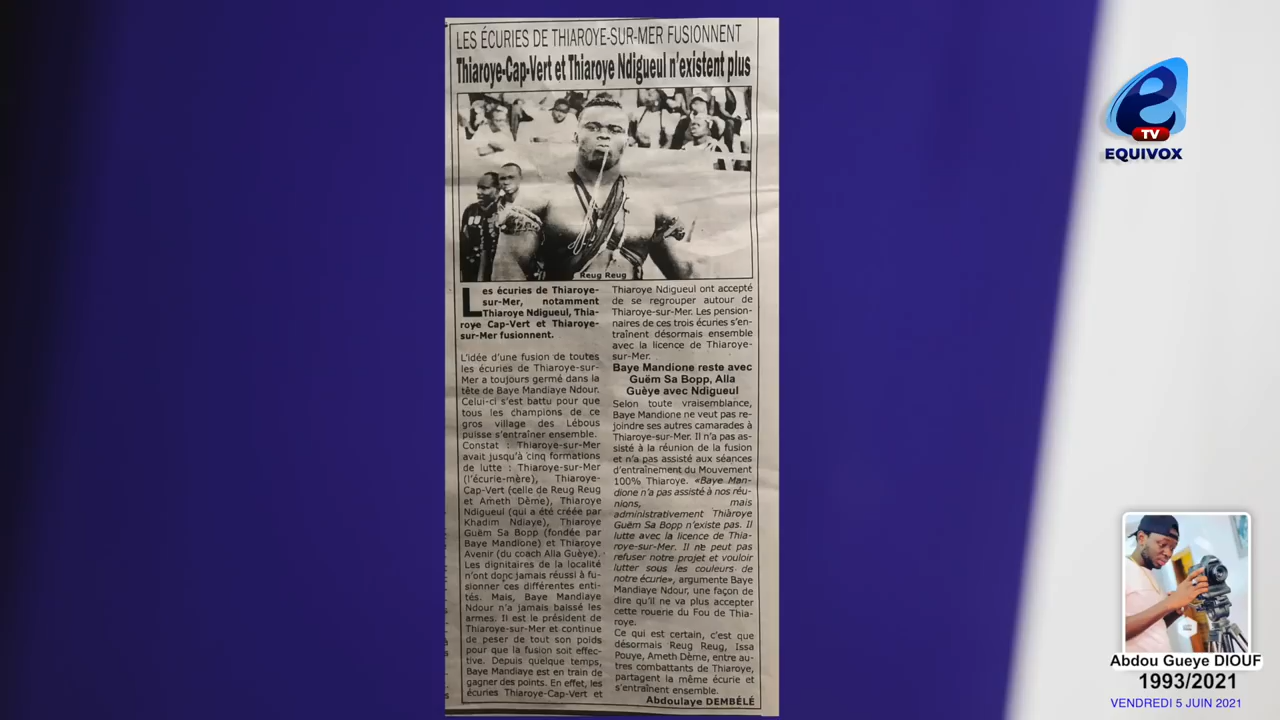 LES ÉCURIES DE THIAROYE-SUR-MER FUSIONNENT
Thiaroye-Cap-Vert et Thiaroye Ndigueul n'existent plus
Reug Reug
Les écuries de Thiaroye-
sur-Mer, notamment
Thiaroye Ndigueul, Thia-
roye Cap-Vert et Thiaroye-
sur-Mer fusionnent.
L'idée d'une fusion de toutes
les écuries de Thiaroye-sur-
Mer a toujours germé dans la
tête de Baye Mandiaye Ndour.
Celui-ci s'est battu pour que
tous les champions de ce
gros village des Lébous
puisse s'entraîner ensemble.
Constat : Thiaroye-sur-Mer
avait jusqu'à cinq formations
de lutte : Thiaroye-sur-Mer
(l'écurie-mère), Thiaroye-
Cap-Vert (celle de Reug Reug
et Ameth Dème), Thiaroye
Ndigueul (qui a été créée par
Khadim Ndiaye), Thiaroye
Guëm Sa Bopp (fondée par
Baye Mandione) et Thiaroye
Avenir (du coach Alla Guèye).
Les dignitaires de la localité
n'ont donc jamais réussi à fu-
sionner ces différentes enti-
tés. Mais, Baye Mandiaye
Ndour n'a jamais baissé les
armes. Il est le président de
Thiaroye-sur-Mer et continue
de peser de tout son poids
pour que la fusion soit effec-
tive. Depuis quelque temps,
Baye Mandiaye est en train de
gagner des points. En effet, les
écuries Thiaroye-Cap-Vert et
Thiaroye Ndigueul ont accepté
de se regrouper autour de
Thiaroye-sur-Mer. Les pension-
naires de ces trois écuries s'en-
traînent désormais ensemble
avec la licence de Thiaroye-
sur-Mer.
Baye Mandione reste avec
Guëm Sa Bopp, Alla
Guèye avec Ndigueul
Selon toute vraisemblance,
Baye Mandione ne veut pas re-
joindre ses autres camarades à
Thiaroye-sur-Mer. Il n'a pas as-
sisté à la réunion de la fusion
et n'a pas assisté aux séances
d'entraînement du Mouvement
100% Thiaroye. «Baye Man-
dione n'a pas assisté à nos réu-
nions, mais
administrativement Thiaroye
Guëm Sa Bopp n'existe pas. Il
lutte avec la licence de Thia-
roye-sur-Mer. Il ne peut pas
refuser notre projet et vouloir
lutter sous les couleurs de
notre écurie», argumente Baye
Mandiaye Ndour, une façon de
dire qu'il ne va plus accepter
cette rouerie du Fou de Thia-
roye.
Ce qui est certain, c'est que
désormais Reug Reug, Issa
Pouye, Ameth Dème, entre au-
tres combattants de Thiaroye,
partagent la même écurie et
s'entraînent ensemble.
Abdoulaye DEMBÉLÉ
e
TV
EQUIVOX
Abdou Gueye DIOUF
1993/2021
VENDREDI 5 JUIN 2021